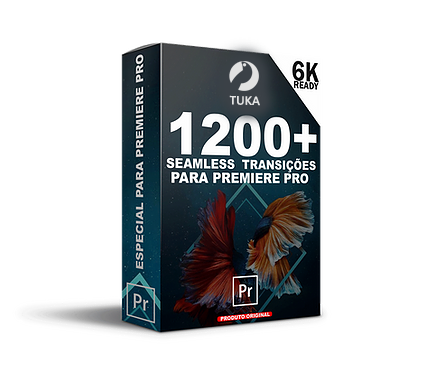 ESPECIAL PARA PREMIERE PRO
Pr
TUKA
6K
READY
1200+
SEAMLESS TRANSIÇÕES
PARA PREMIERE PRO
Pr
PRODUTO ORIGINAL